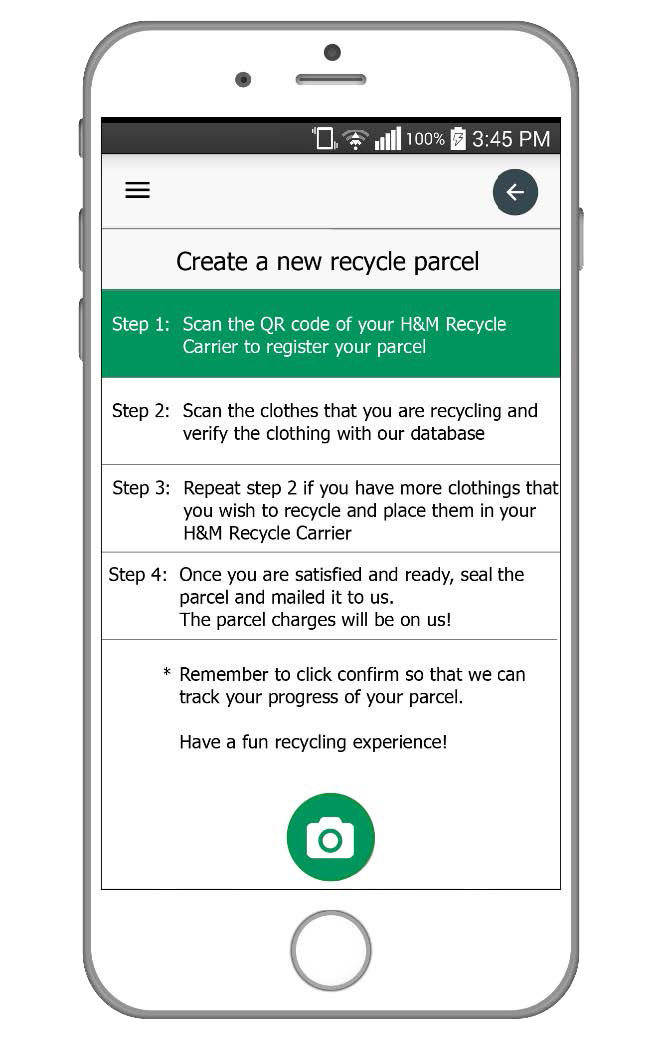 100% 3:45 PM
Create a new recycle parcel
Step 1: Scan the QR code of your H&M Recycle
Carrier to register your parcel
Step 2: Scan the clothes that you are recycling and
verify the clothing with our database
Step 3: Repeat step 2 if you have more clothings that
you wish to recycle and place them in your
H&M Recycle Carrier
Step 4: Once you are satisfied and ready, seal the
parcel and mailed it to us.
The parcel charges will be on us!
* Remember to click confirm so that we can
track your progress of your parcel.
Have a fun recycling experience!